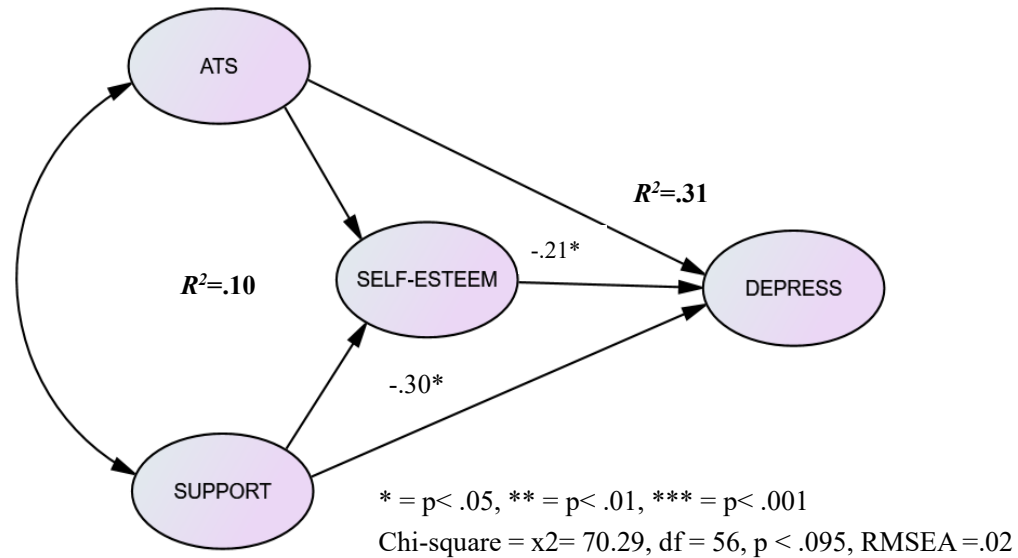 ATS
R²=.31
-.21*
SELF-ESTEEM
R²=.10
DEPRESS
-.30*
SUPPORT
* = p< .05, ** = p< .01, *** = p< .001
Chi-square = x2= 70.29, df = 56, p < .095, RMSEA =.02